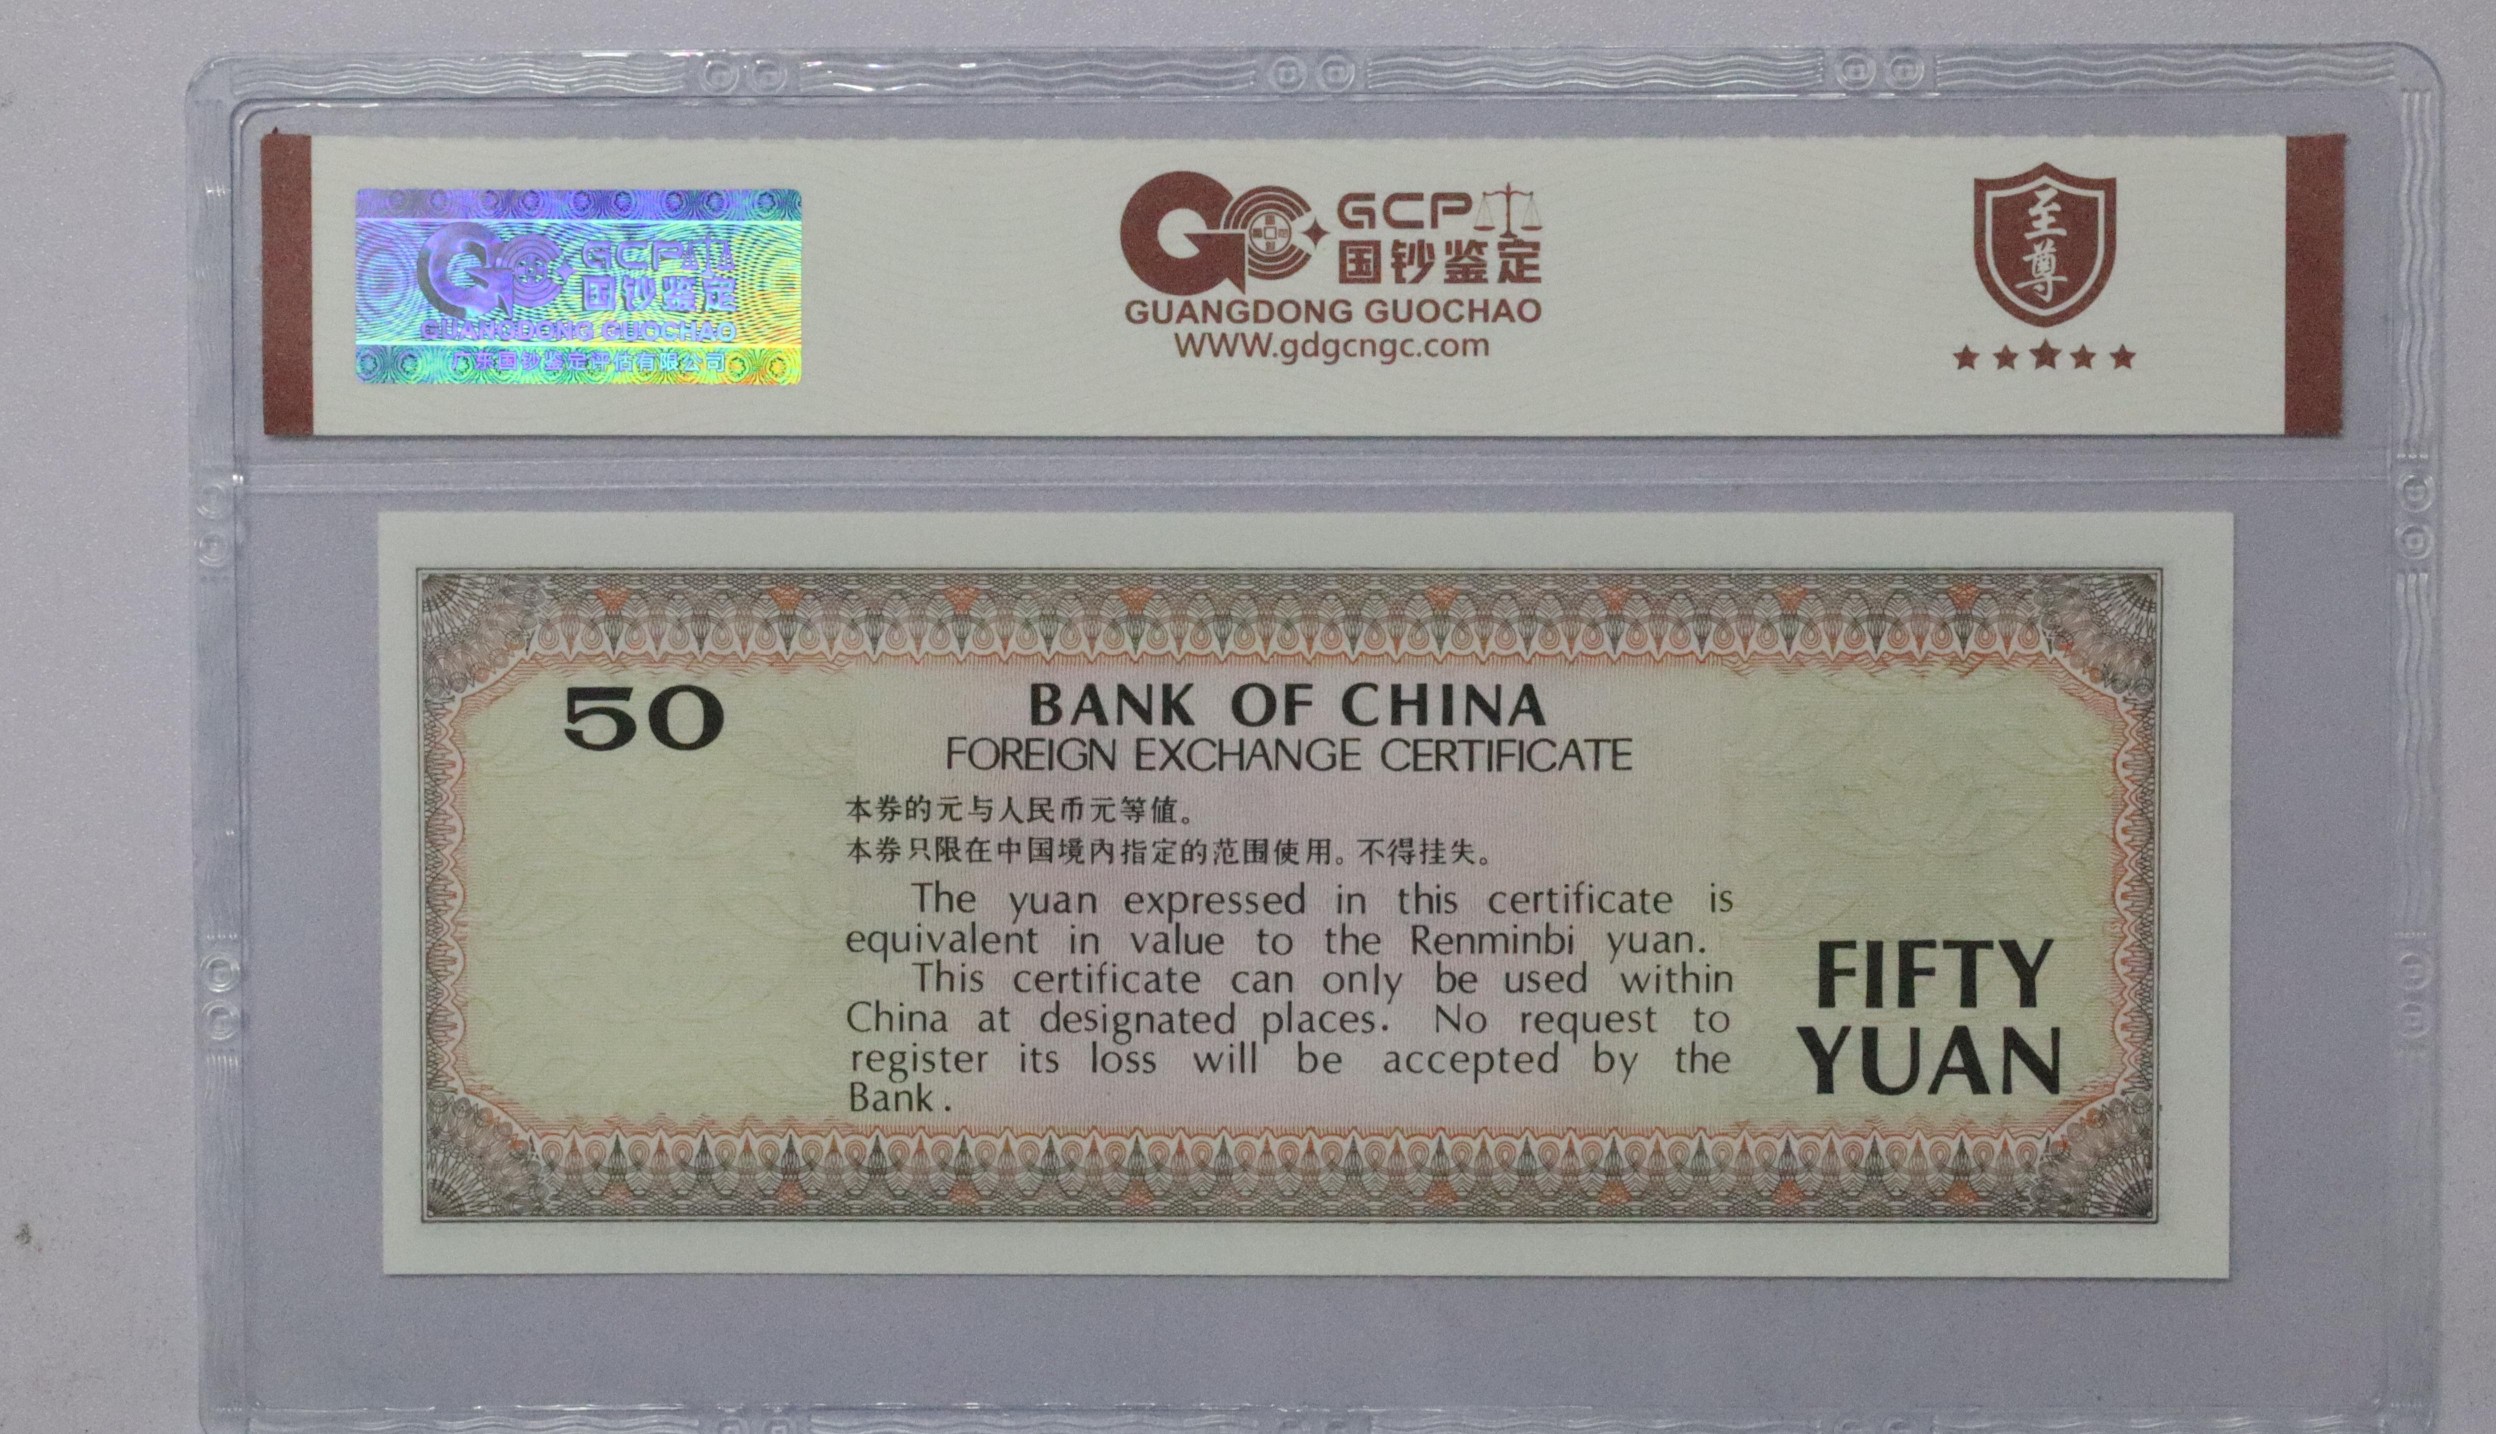 GCP
国钞鉴定
GUANGDONG GUOCHAO
广东国钞鉴定评估有限公司
GCP
国钞鉴定
GUANGDONG GUOCHAO
WWW.gdgcngc.com
至尊
50
BANK OF CHINA
FOREIGN EXCHANGE CERTIFICATE
本券的元与人民币元等值。
本券只限在中国境内指定的范围使用。不得挂失。
The yuan expressed in this certificate is
equivalent in value to the Renminbi yuan.
This certificate can only be used within
China at designated places. No request to
register its loss will be accepted by the
Bank.
FIFTY
YUAN